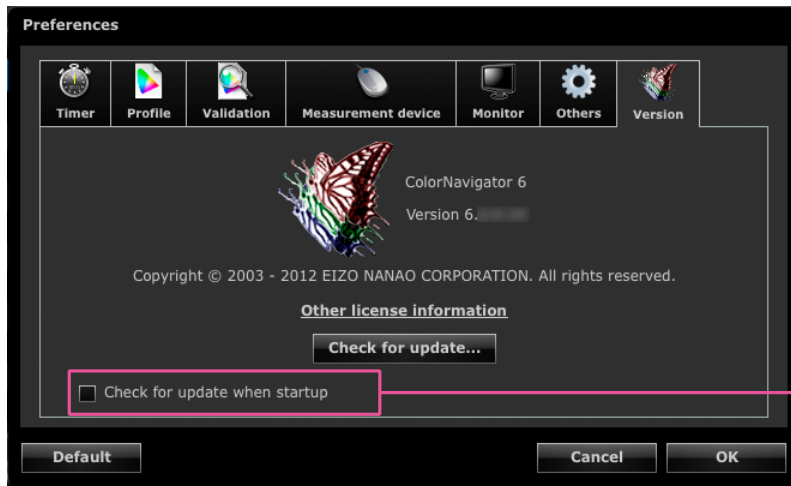 Preferences
Timer Profile Validation Measurement device Monitor Others Version
ColorNavigator 6
Version 6.
Copyright © 2003 - 2012 EIZO NANAO CORPORATION. All rights reserved.
Other license information
Check for update...
Check for update when startup
Default Cancel OK